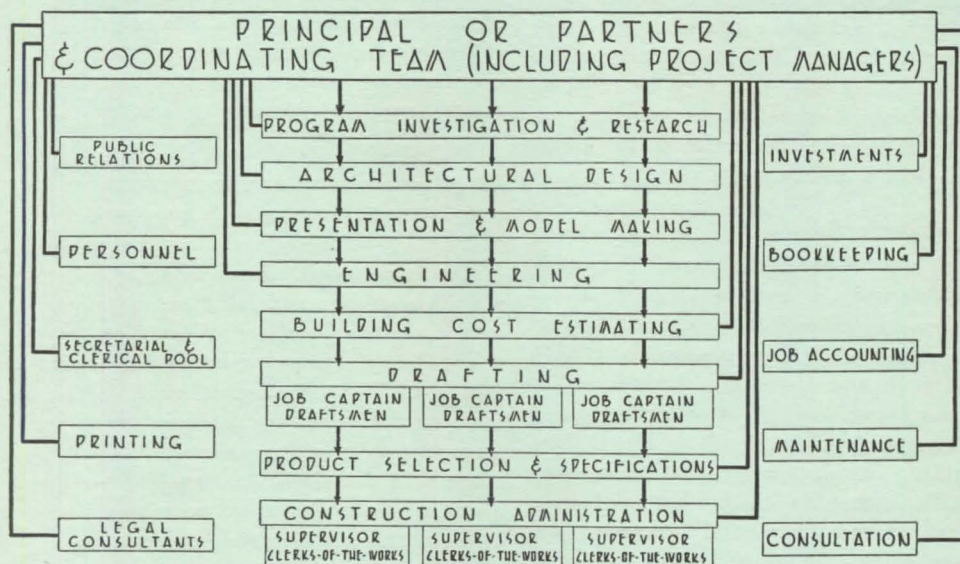 PRINCIPAL OR PARTNERS
& COORDINATING TEAM (INCLUDING PROJECT MANAGERS)
PUBLIC
RELATIONS
PERSONNEL
SECRETARIAL &
CLERICAL POOL
PRINTING
LEGAL
CONSULTANTS
PROGRAM INVESTIGATION & RESEARCH
ARCHITECTURAL DESIGN
PRESENTATION & MODEL MAKING
ENGINEERING
BUILDING COST ESTIMATING
DRAFTING
JOB CAPTAIN
DRAFTSMEN
JOB CAPTAIN
DRAFTSMEN
JOB CAPTAIN
DRAFTSMEN
PRODUCT SELECTION & SPECIFICATIONS
CONSTRUCTION ADMINISTRATION
SUPERVISOR
CLERKS-OF-THE-WORKS
SUPERVISOR
CLERKS-OF-THE-WORKS
SUPERVISOR
CLERKS-OF-THE-WORKS
INVESTMENTS
BOOKKEEPING
JOB ACCOUNTING
MAINTENANCE
CONSULTATION